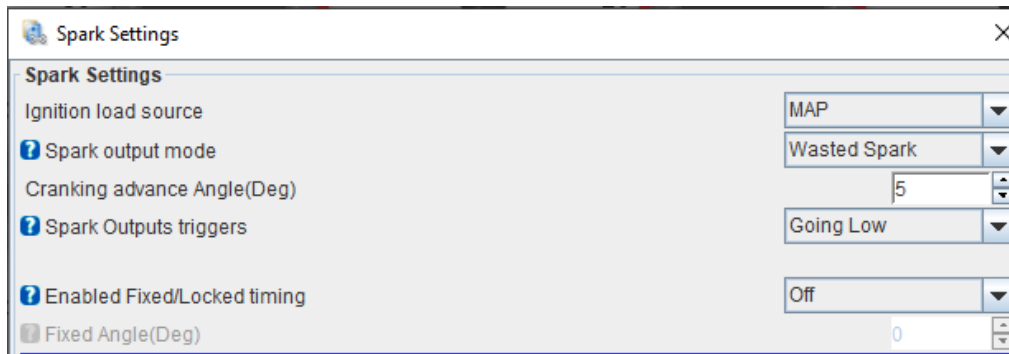 Spark Settings
Spark Settings
Ignition load source MAP
Spark output mode Wasted Spark
Cranking advance Angle(Deg) 5
Spark Outputs triggers Going Low
Enabled Fixed/Locked timing Off
Fixed Angle(Deg) 0